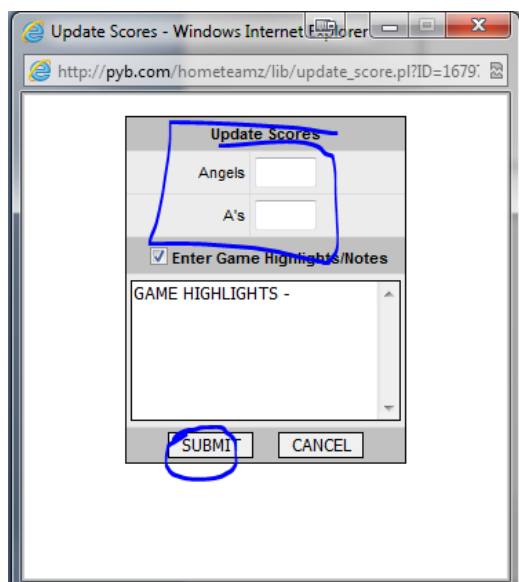 Update Scores - Windows Internet Explorer
http://pyb.com/hometeamz/lib/update_score.pl?ID=1679
Update Scores
Angels
A's
Enter Game Highlights/Notes
GAME HIGHLIGHTS -
SUBMIT
CANCEL